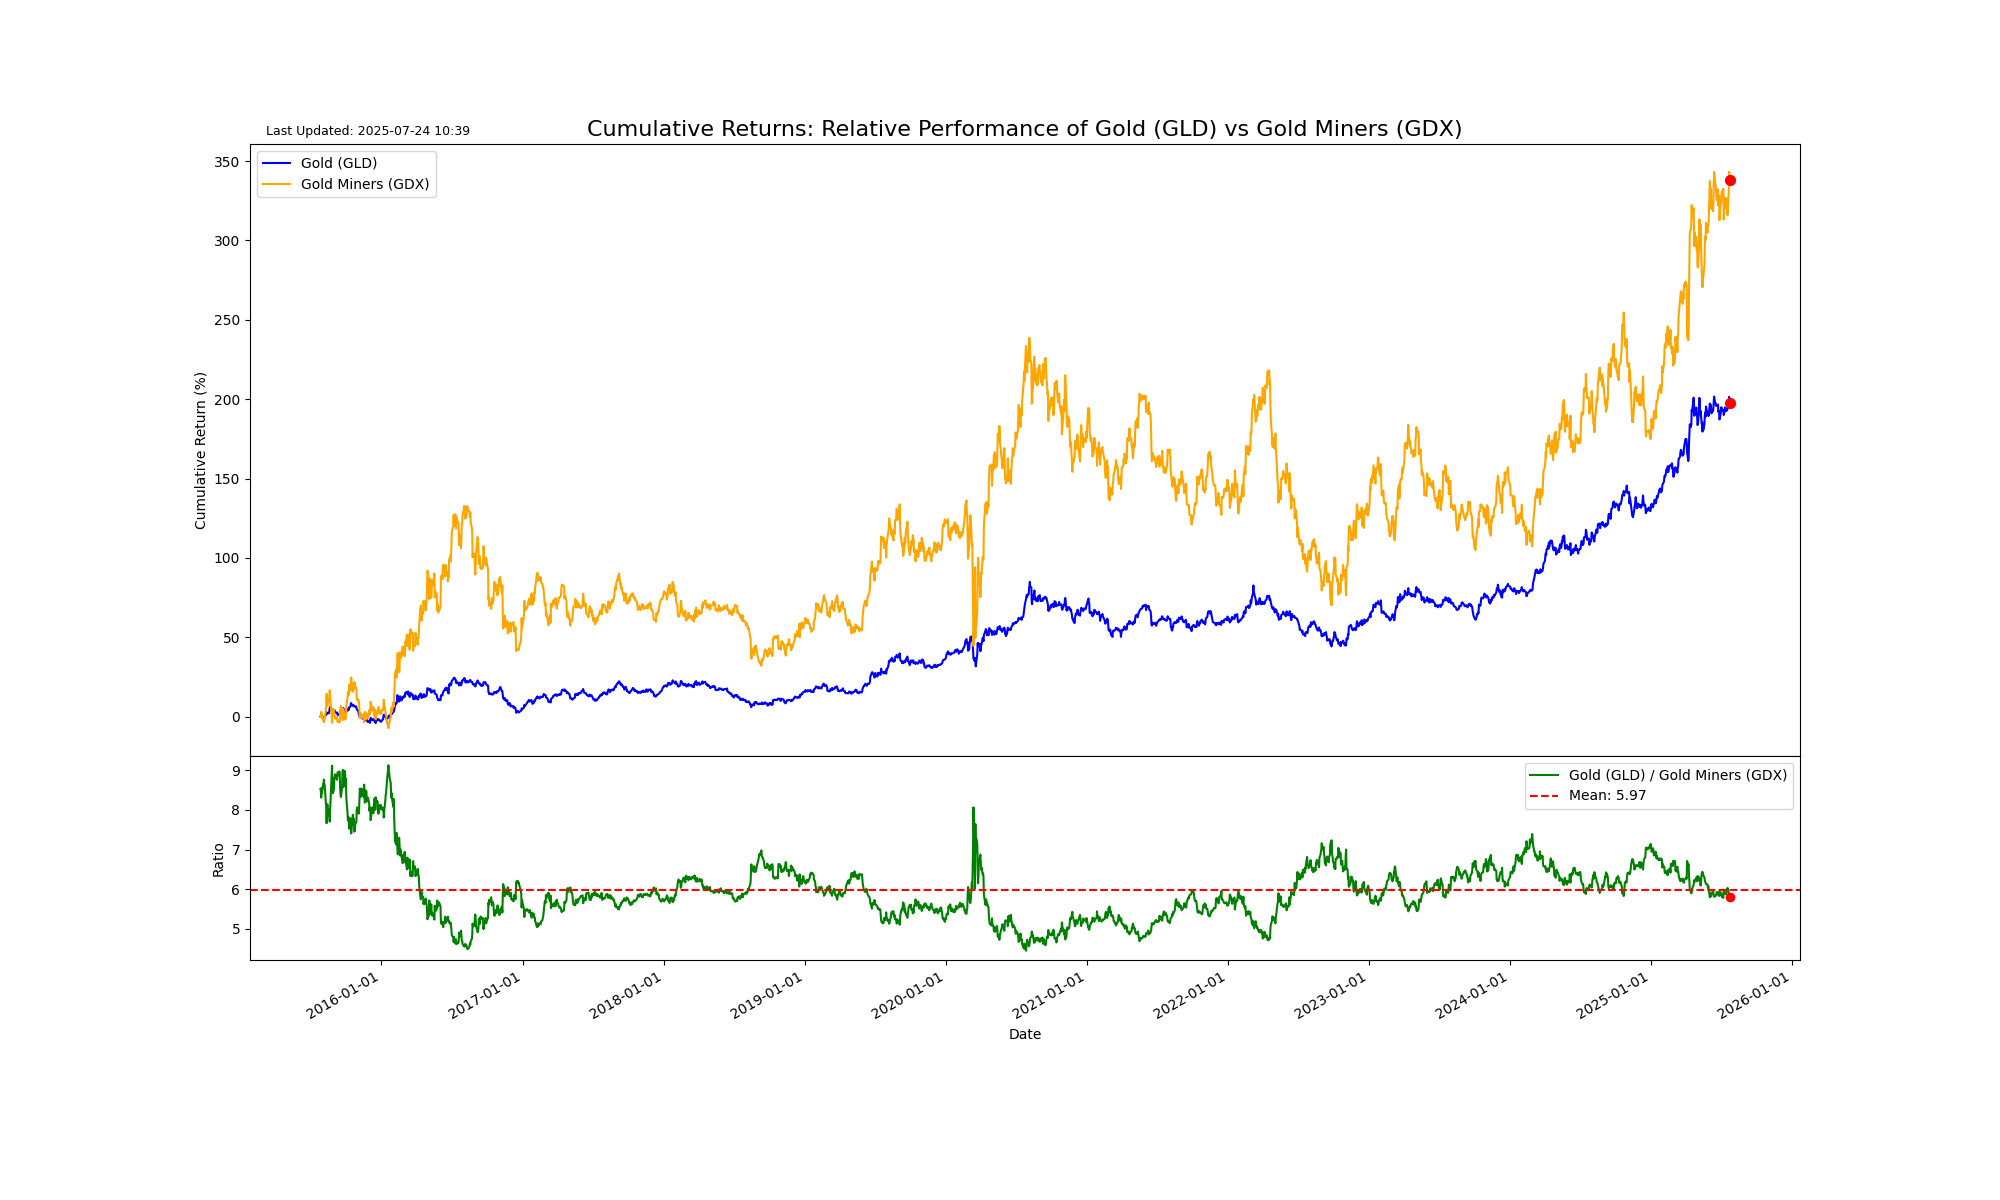 Last Updated: 2025-07-24 10:39
Cumulative Returns: Relative Performance of Gold (GLD) vs Gold Miners (GDX)
Gold (GLD)
Gold Miners (GDX)
350
300
250
200
150
100
50
0
Cumulative Return (%)
9
8
7
6
5
Ratio
Gold (GLD) / Gold Miners (GDX)
Mean: 5.97
2016-01-01
2017-01-01
2018-01-01
2019-01-01
2020-01-01
2021-01-01
2022-01-01
2023-01-01
2024-01-01
2025-01-01
2026-01-01
Date